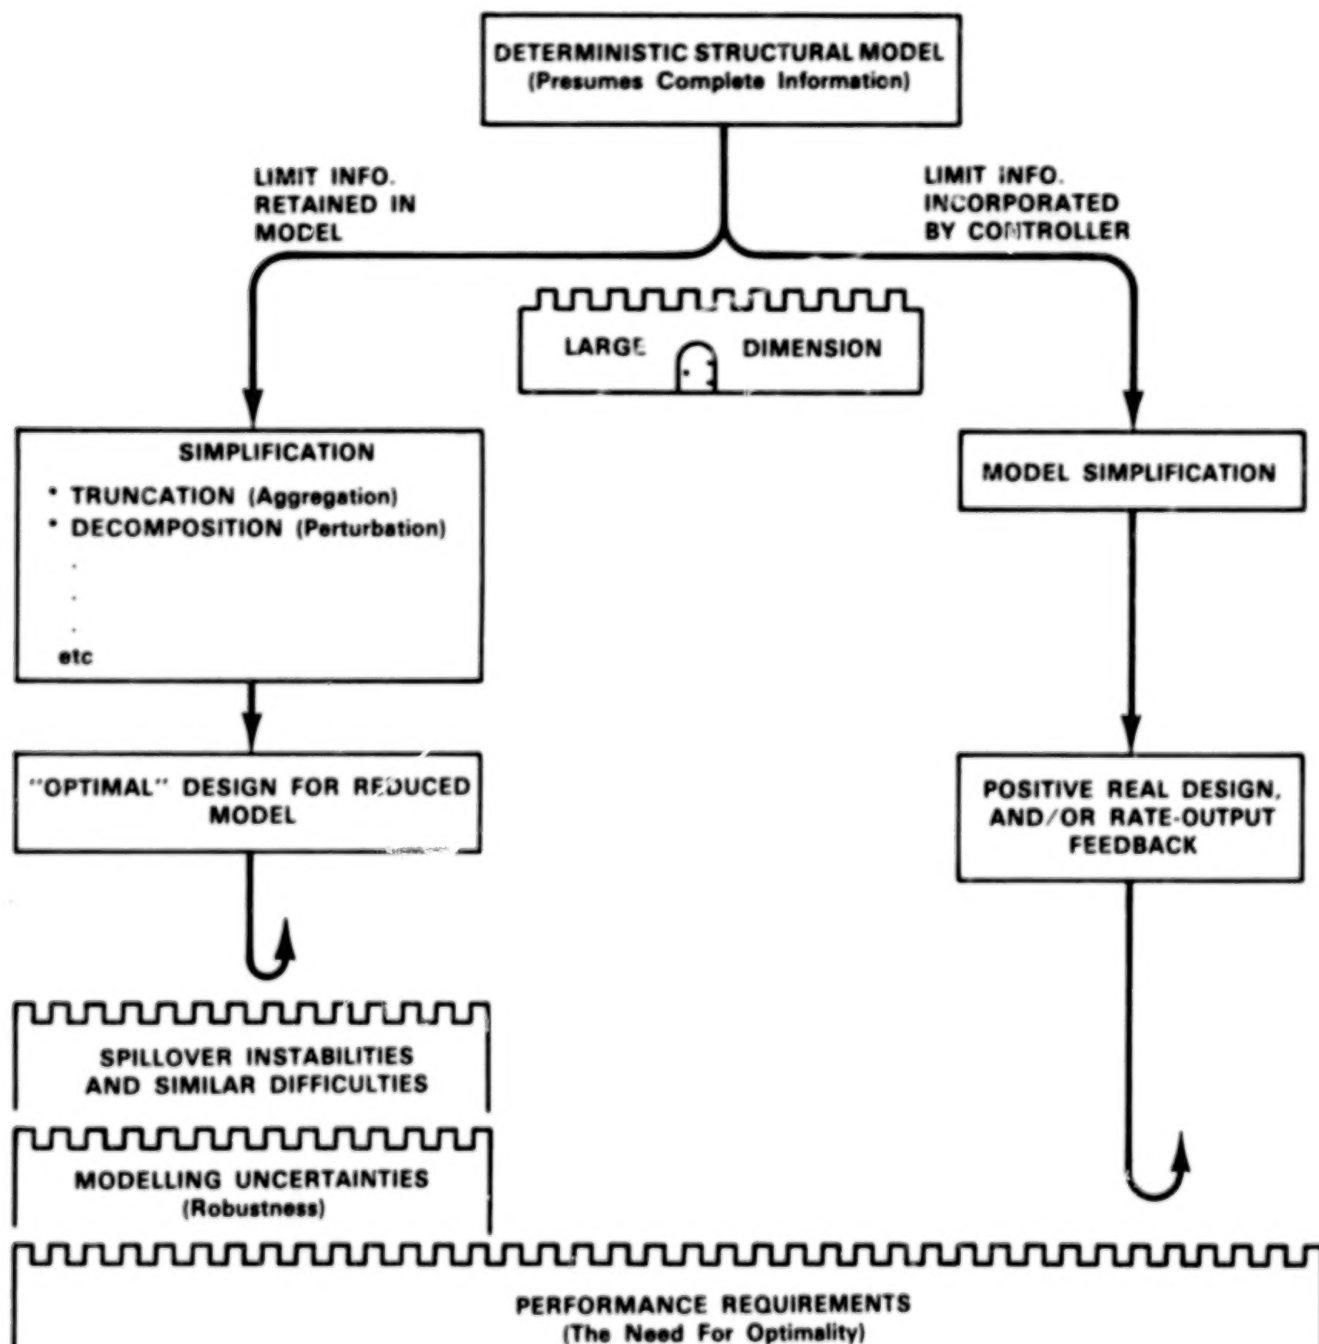 DETERMINISTIC STRUCTURAL MODEL
(Presumes Complete Information)
LIMIT INFO.
RETAINED IN
MODEL
LIMIT INFO.
INCORPORATED
BY CONTROLLER
LARGE DIMENSION
SIMPLIFICATION
• TRUNCATION (Aggregation)
• DECOMPOSITION (Perturbation)
.
.
.
etc
MODEL SIMPLIFICATION
"OPTIMAL" DESIGN FOR REDUCED
MODEL
POSITIVE REAL DESIGN,
AND/OR RATE-OUTPUT
FEEDBACK
SPILLOVER INSTABILITIES
AND SIMILAR DIFFICULTIES
MODELLING UNCERTAINTIES
(Robustness)
PERFORMANCE REQUIREMENTS
(The Need For Optimality)